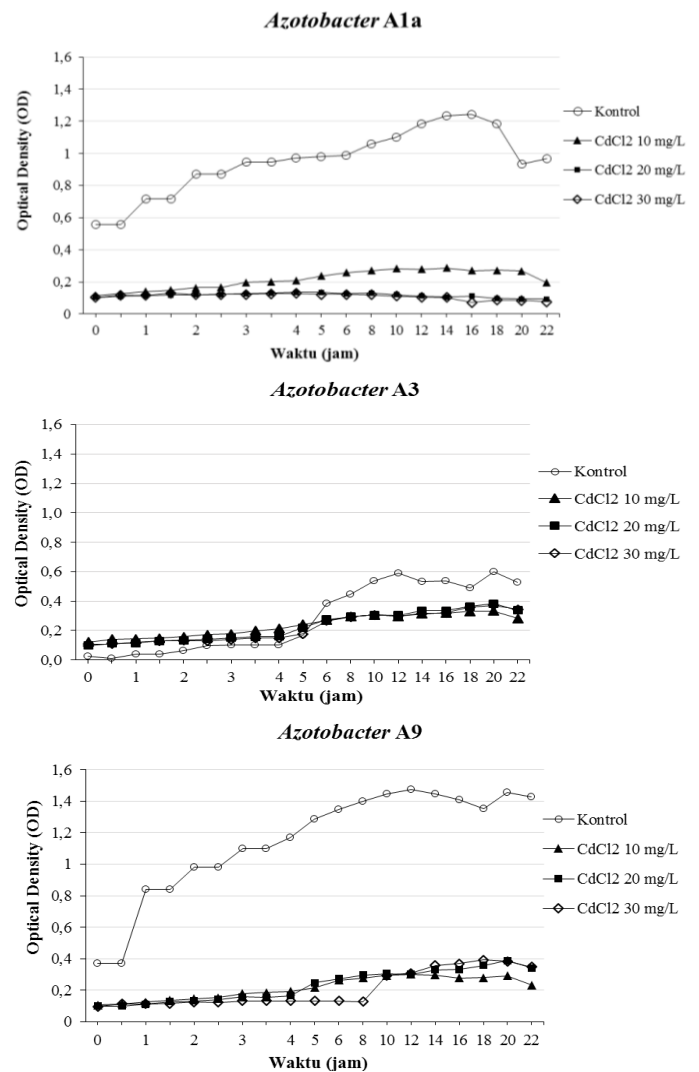 Azotobacter A1a
1,6
1,4
1,2
1
0,8
0,6
0,4
0,2
0
Optical Density (OD)
0 1 2 3 4 6 8 10 12 14 16 18 20 22
Waktu (jam)
Kontrol
CdCl2 10 mg/L
CdCl2 20 mg/L
CdCl2 30 mg/L
Azotobacter A3
1,6
1,4
1,2
1,0
0,8
0,6
0,4
0,2
0,0
Optical Density (OD)
0 1 2 3 4 5 6 8 10 12 14 16 18 20 22
Waktu (jam)
Kontrol
CdCl2 10 mg/L
CdCl2 20 mg/L
CdCl2 30 mg/L
Azotobacter A9
1,6
1,4
1,2
1
0,8
0,6
0,4
0,2
0
Optical Density (OD)
0 1 2 3 4 5 6 8 10 12 14 16 18 20 22
Waktu (jam)
Kontrol
CdCl2 10 mg/L
CdCl2 20 mg/L
CdCl2 30 mg/L